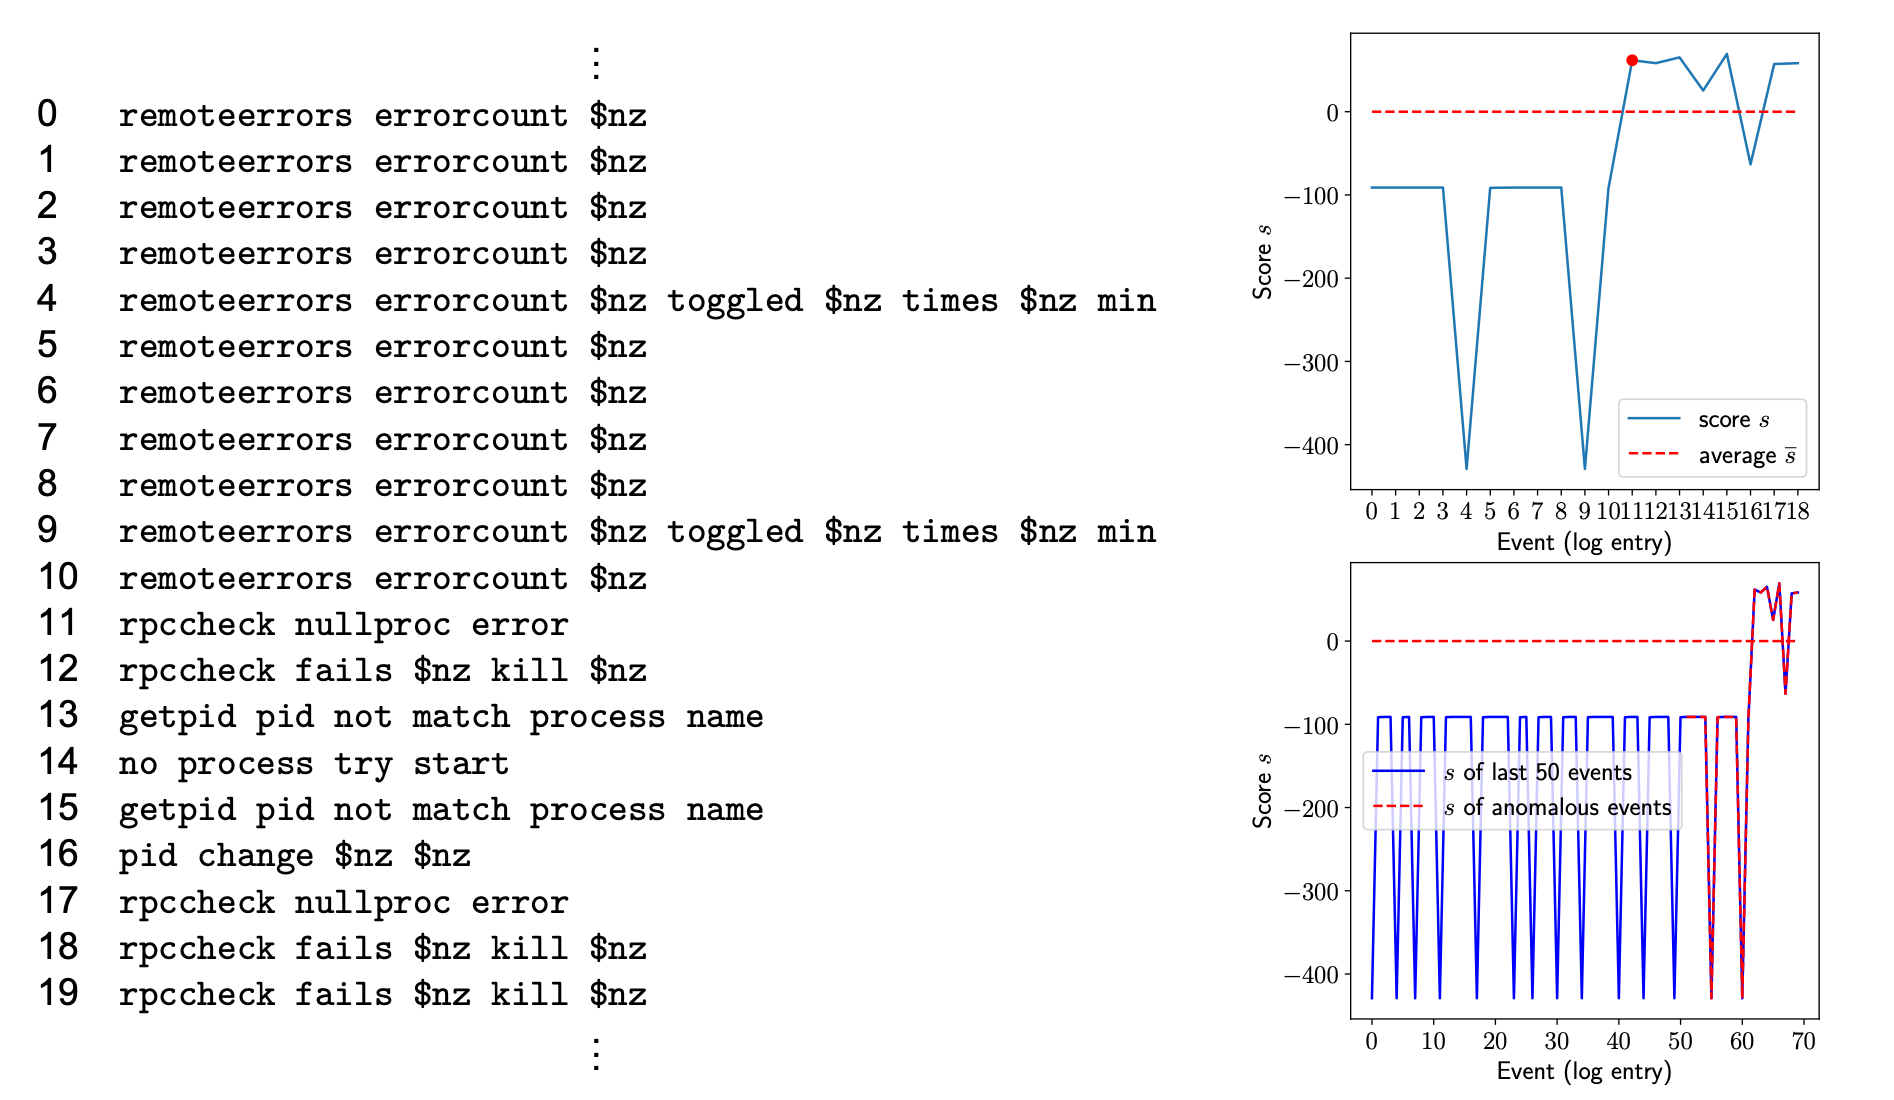 ⋮
0 remoteerrors errorcount $nz
1 remoteerrors errorcount $nz
2 remoteerrors errorcount $nz
3 remoteerrors errorcount $nz
4 remoteerrors errorcount $nz toggled $nz times $nz min
5 remoteerrors errorcount $nz
6 remoteerrors errorcount $nz
7 remoteerrors errorcount $nz
8 remoteerrors errorcount $nz
9 remoteerrors errorcount $nz toggled $nz times $nz min
10 remoteerrors errorcount $nz
11 rpccheck nullproc error
12 rpccheck fails $nz kill $nz
13 getpid pid not match process name
14 no process try start
15 getpid pid not match process name
16 pid change $nz $nz
17 rpccheck nullproc error
18 rpccheck fails $nz kill $nz
19 rpccheck fails $nz kill $nz
⋮
0
−100
−200
−300
−400
Score s
score s
average s̅
0 1 2 3 4 5 6 7 8 9 10 11 12 13 14 15 16 17 18
Event (log entry)
0
−100
−200
−300
−400
Score s
s of last 50 events
s of anomalous events
0 10 20 30 40 50 60 70
Event (log entry)